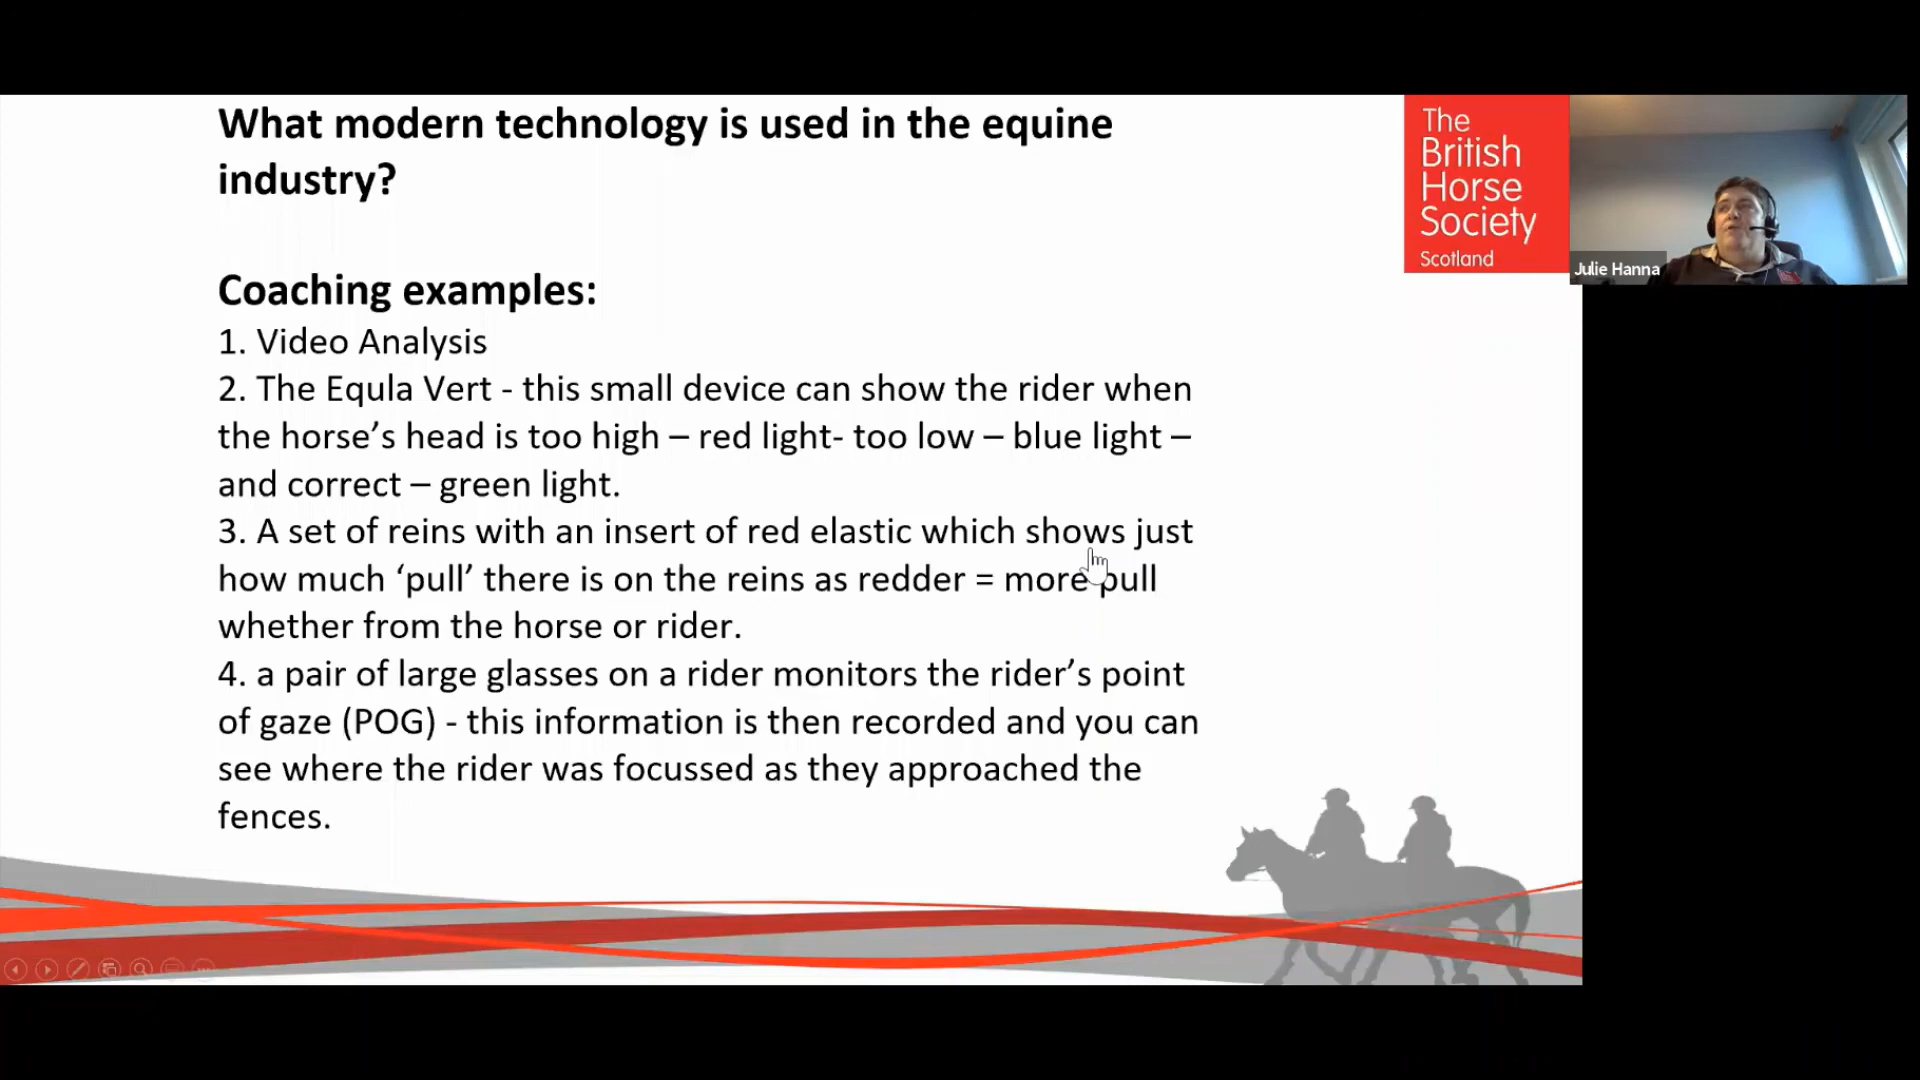 What modern technology is used in the equine
industry?
Coaching examples:
1. Video Analysis
2. The Equla Vert - this small device can show the rider when
the horse’s head is too high – red light- too low – blue light –
and correct – green light.
3. A set of reins with an insert of red elastic which shows just
how much ‘pull’ there is on the reins as redder = more pull
whether from the horse or rider.
4. a pair of large glasses on a rider monitors the rider’s point
of gaze (POG) - this information is then recorded and you can
see where the rider was focussed as they approached the
fences.
The
British
Horse
Society
Scotland
Julie Hanna